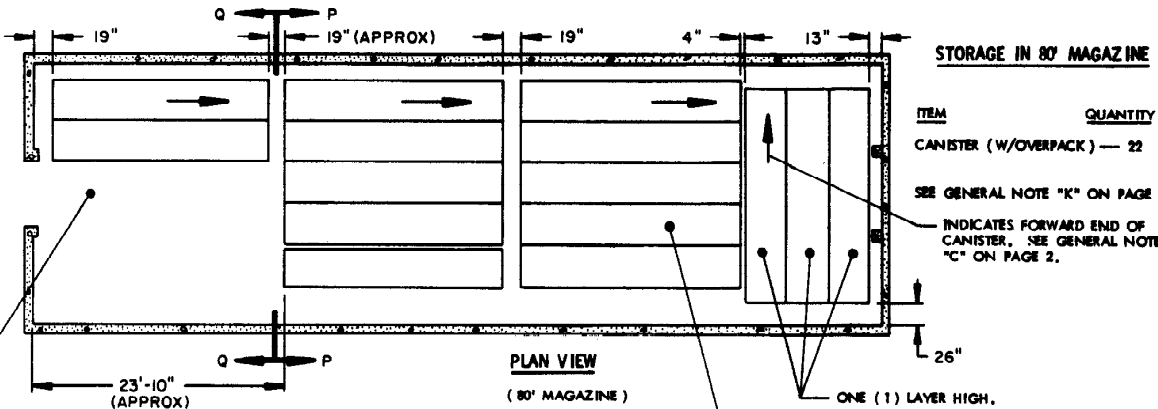 Q P
19" 19" (APPROX) 19" 4" 13"
STORAGE IN 80' MAGAZINE
ITEM QUANTITY
CANISTER (W/OVERPACK) — 22
SEE GENERAL NOTE "K" ON PAGE
INDICATES FORWARD END OF
CANISTER. SEE GENERAL NOTE
"C" ON PAGE 2.
Q P
23'-10"
(APPROX)
PLAN VIEW
(80' MAGAZINE)
26"
ONE (1) LAYER HIGH.